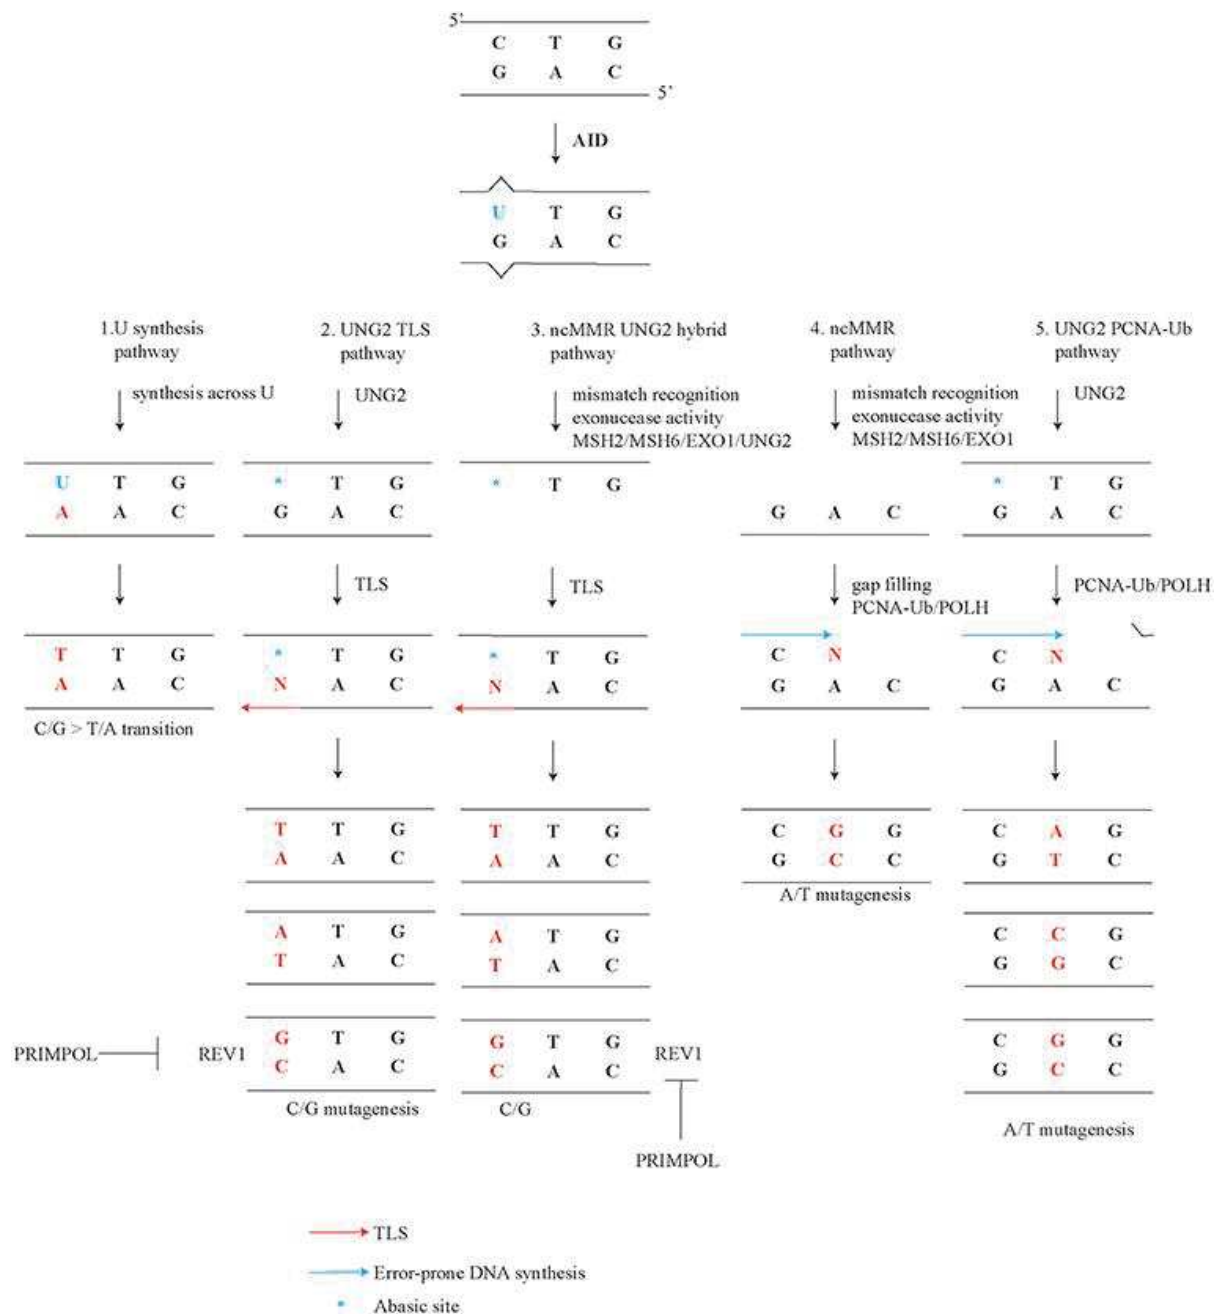 5'
C T G
G A C
5'
AID
U T G
G A C
1.U synthesis
pathway
synthesis across U
U T G
A A C
T T G
A A C
C/G > T/A transition
2. UNG2 TLS
pathway
UNG2
* T G
G A C
TLS
* T G
N A C
T T G
A A C
A T G
T A C
PRIMPOL
REV1
G T G
C A C
C/G mutagenesis
3. ncMMR UNG2 hybrid
pathway
mismatch recognition
exonucease activity
MSH2/MSH6/EXO1/UNG2
* T G
TLS
* T G
N A C
T T G
A A C
A T G
T A C
G T G
C A C
REV1
C/G
PRIMPOL
4. ncMMR
pathway
mismatch recognition
exonucease activity
MSH2/MSH6/EXO1
G A C
gap filling
PCNA-Ub/POLH
C N
G A C
C G G
G C C
A/T mutagenesis
5. UNG2 PCNA-Ub
pathway
UNG2
* T G
G A C
PCNA-Ub/POLH
C N
G A C
C A G
G T C
C C G
G G C
C G G
G C C
A/T mutagenesis
TLS
Error-prone DNA synthesis
* Abasic site